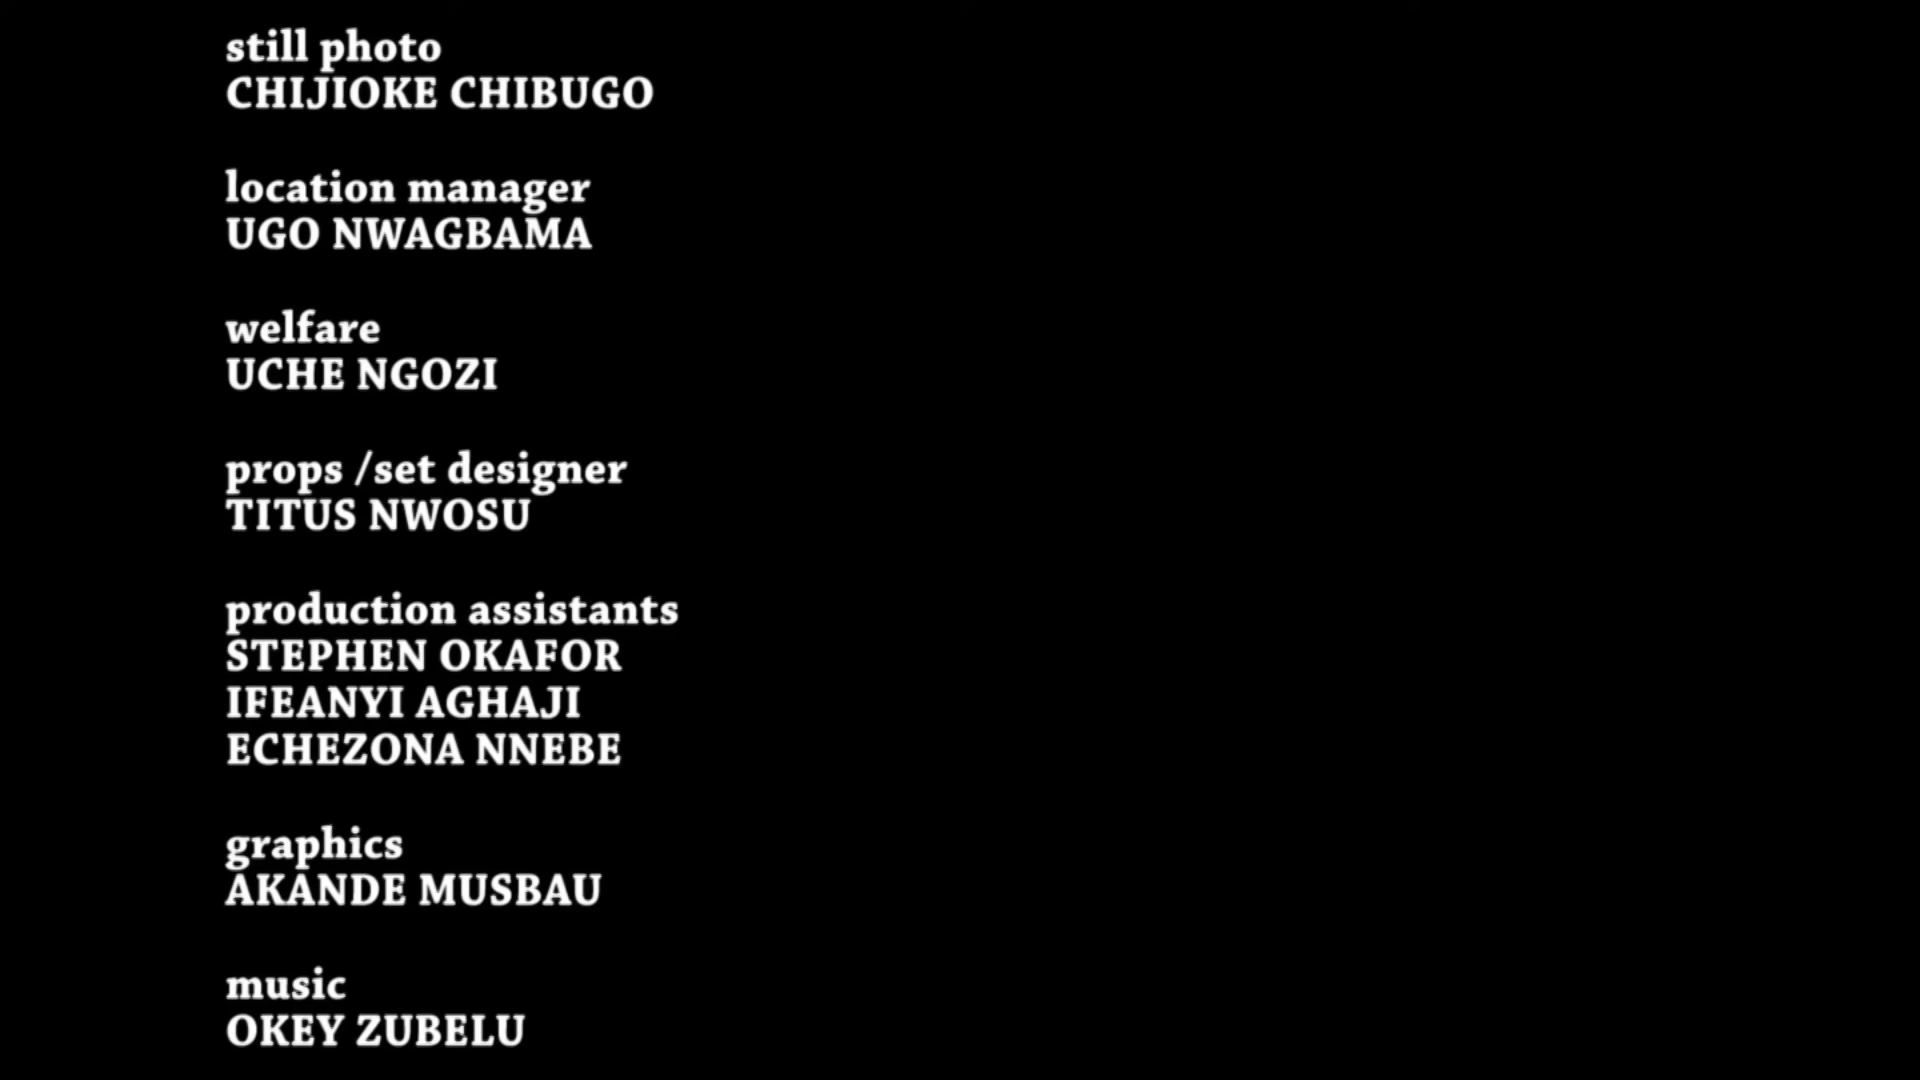 still photo
CHIJIOKE CHIBUGO
location manager
UGO NWAGBAMA
welfare
UCHE NGOZI
props /set designer
TITUS NWOSU
production assistants
STEPHEN OKAFOR
IFEANYI AGHAJI
ECHEZONA NNEBE
graphics
AKANDE MUSBAU
music
OKEY ZUBELU